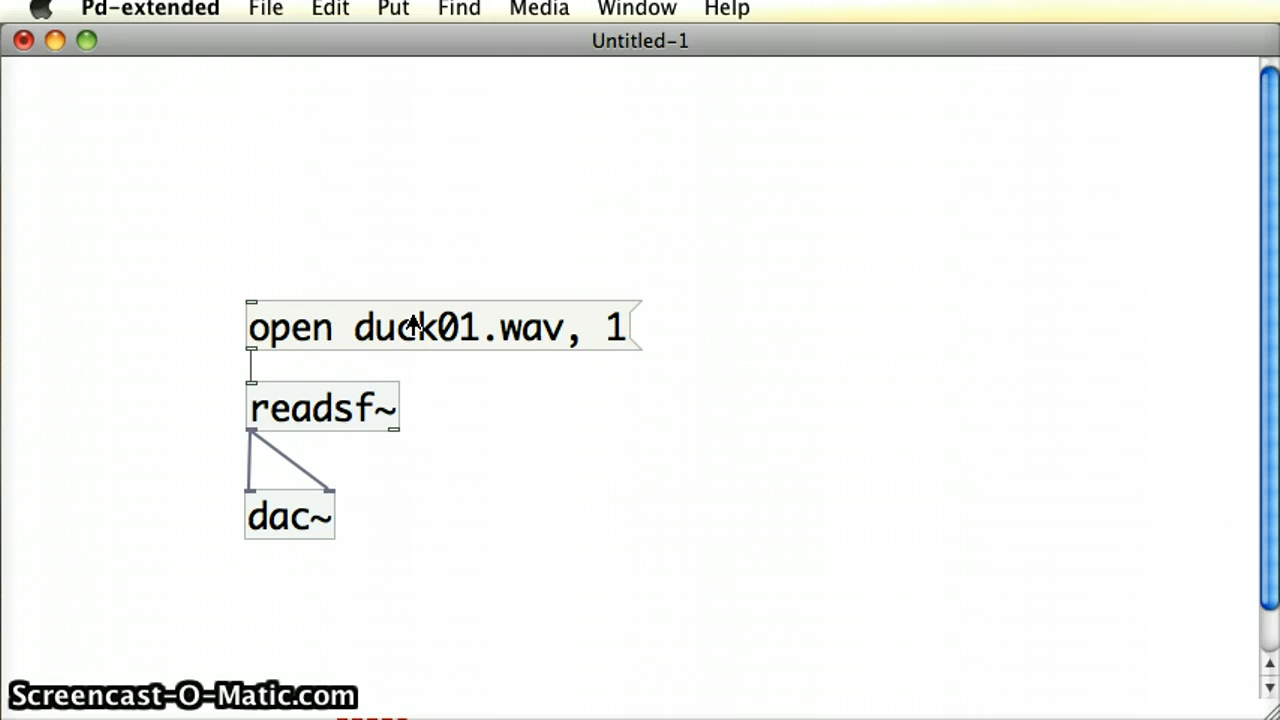 Pd-extended File Edit Put Find Media Window Help
Untitled-1
open duck01.wav, 1
readsf~
dac~
Screencast-O-Matic.com